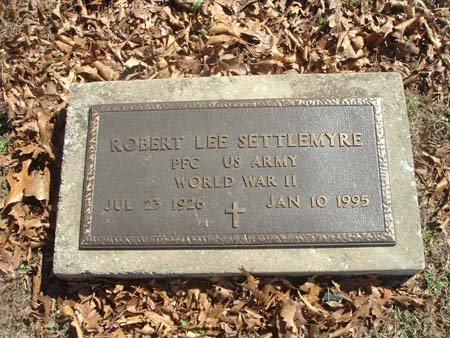 ROBERT LEE SETTLEMYRE
PFC US ARMY
WORLD WAR II
JUL 23 1926 JAN 10 1995